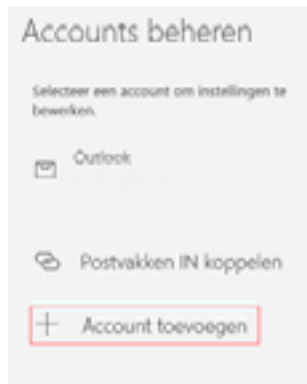 Accounts beheren
Selecteer een account om instellingen te
bewerken.
Outlook
Postvakken IN koppelen
Account toevoegen